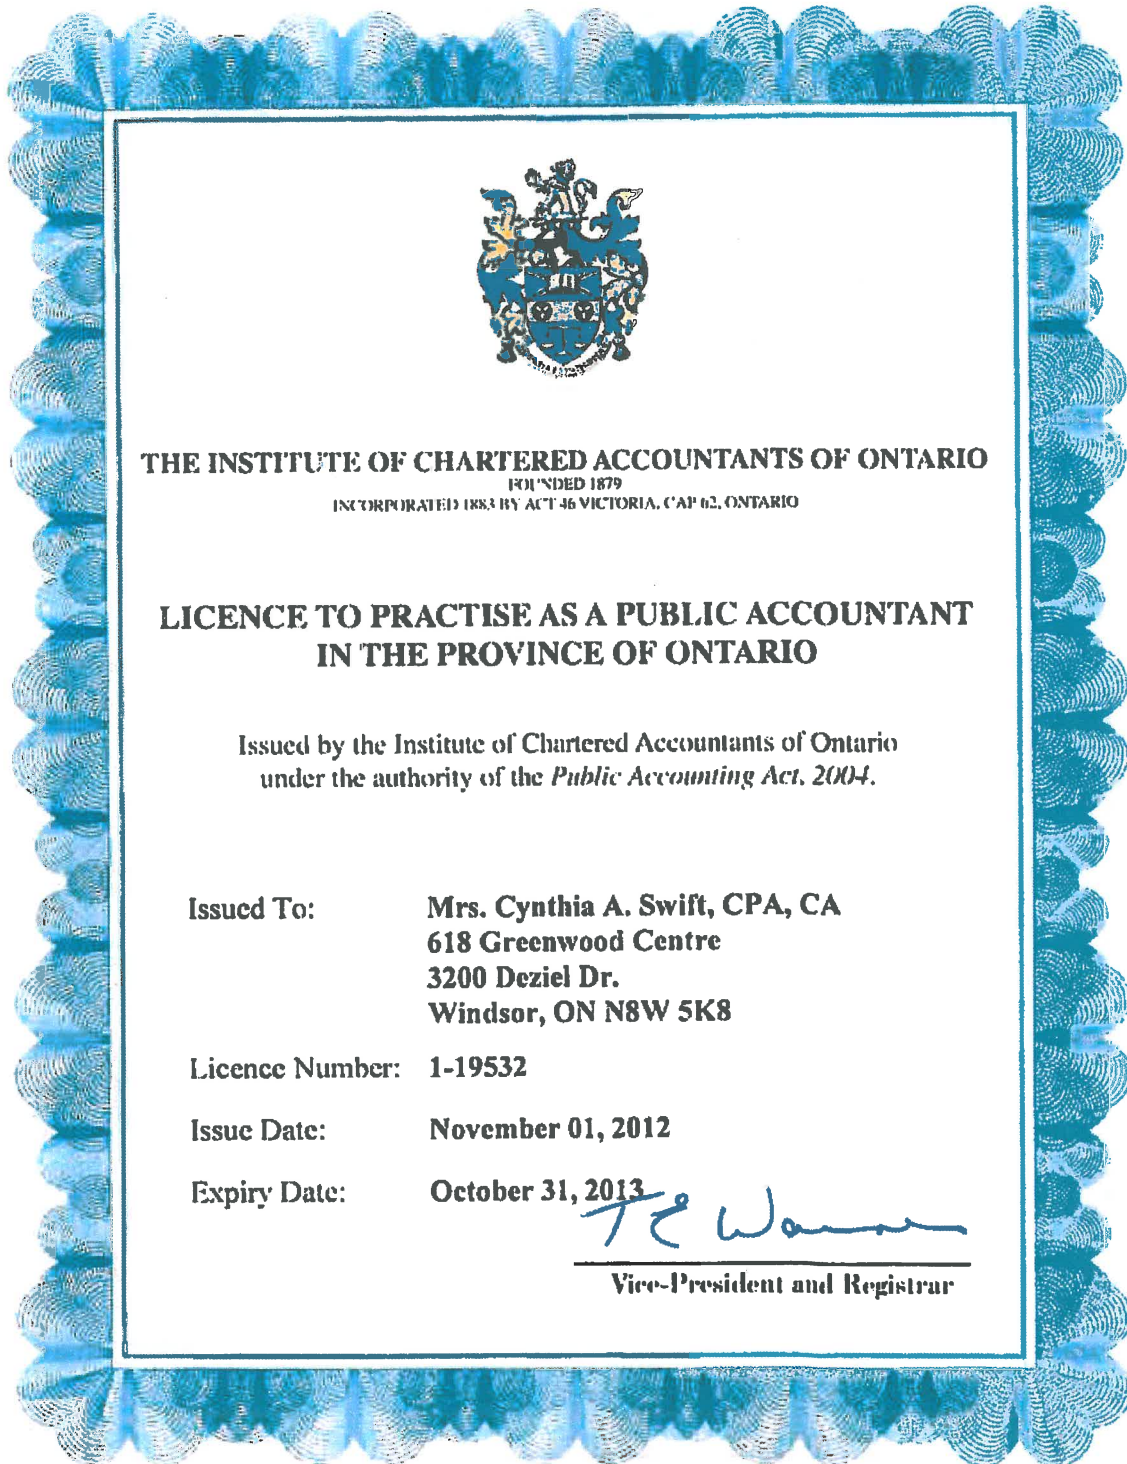 THE INSTITUTE OF CHARTERED ACCOUNTANTS OF ONTARIO
FOUNDED 1879
INCORPORATED 1883 BY ACT 46 VICTORIA, CAP 62, ONTARIO
LICENCE TO PRACTISE AS A PUBLIC ACCOUNTANT
IN THE PROVINCE OF ONTARIO
Issued by the Institute of Chartered Accountants of Ontario
under the authority of the Public Accounting Act, 2004.
Issued To: Mrs. Cynthia A. Swift, CPA, CA
618 Greenwood Centre
3200 Deziel Dr.
Windsor, ON N8W 5K8
Licence Number: 1-19532
Issue Date: November 01, 2012
Expiry Date: October 31, 2013
T E W
Vice-President and Registrar